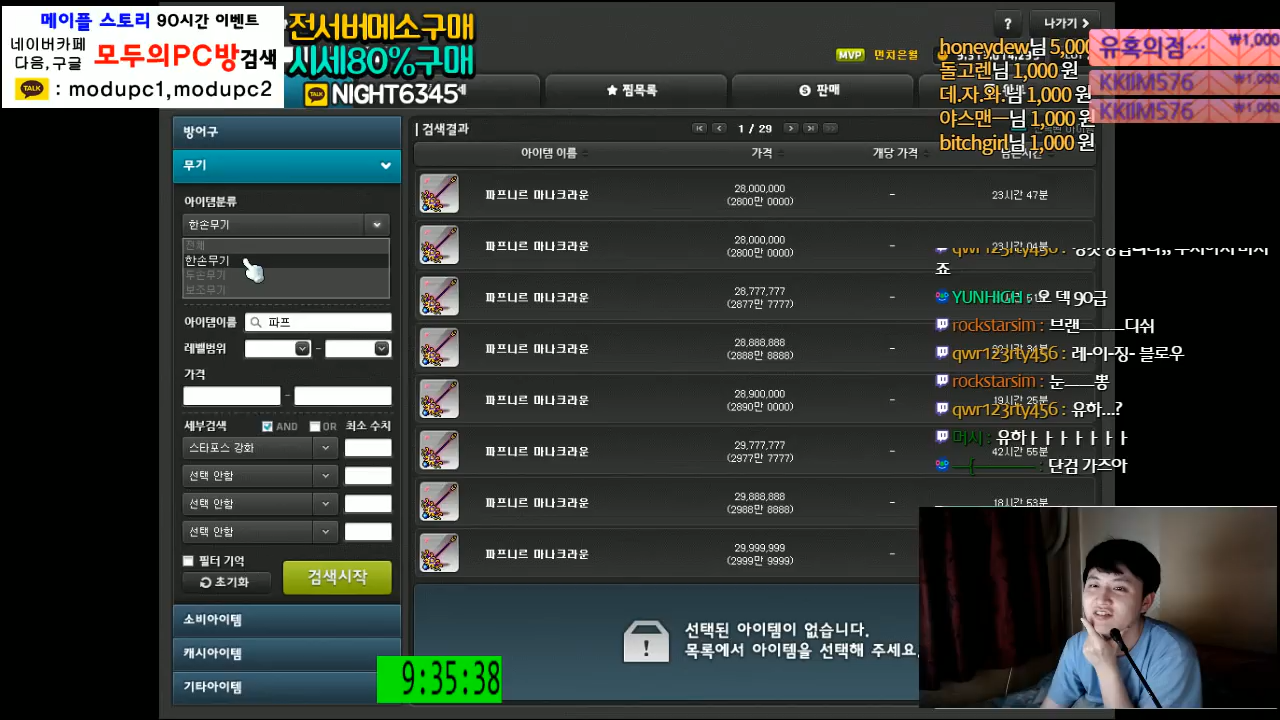 메이플 스토리 90시간 이벤트
네이버카페
다음,구글
모두의PC방검색
TALK : modupc1,modupc2
전서버메소구매
시세80%구매
TALK NIGHT6345
?
나가기 >
MVP 면치은월
honeydew님 5,000
돌고렌님 1,000 원
데.자.와.님 1,000 원
야스맨ㅡ님 1,000 원
bitchgirl님 1,000 원
유혹의점… ₩1,000
KKIIM576 ₩1,000
KKIIM576 ₩1,000
★ 찜목록
판매
방어구
무기
아이템분류
한손무기
전체
한손무기
두손무기
보조무기
아이템이름
파프
레벨범위
-
가격
-
세부검색 AND OR 최소 수치
스타포스 강화
선택 안함
선택 안함
선택 안함
필터 기억
초기화
검색시작
소비아이템
캐시아이템
기타아이템
검색결과
1 / 29
아이템 이름 가격 개당 가격
파프니르 마나크라운 28,000,000 (2800만 0000) - 23시간 47분
파프니르 마나크라운 28,000,000 (2800만 0000) - 23시간 04분
파프니르 마나크라운 28,777,777 (2877만 7777) -
파프니르 마나크라운 28,888,888 (2888만 8888) -
파프니르 마나크라운 28,900,000 (2890만 0000) - 19시간 25분
파프니르 마나크라운 29,777,777 (2977만 7777) - 42시간 55분
파프니르 마나크라운 29,888,888 (2988만 8888) - 18시간 53분
파프니르 마나크라운 29,999,999 (2999만 9999) -
선택된 아이템이 없습니다.
목록에서 아이템을 선택해 주세요.
죠
오 덱 90급
rockstarsim : 브랜____디쉬
qwr123rty456 : 레-이-징- 블로우
rockstarsim : 눈___뽕
qwr123rty456 : 유하...?
머시 : 유하ㅏㅏㅏㅏㅏㅏㅏ
: 단검 가즈아
9:35:38